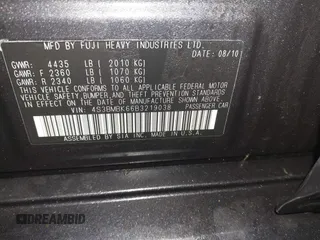 MFD BY FUJI HEAVY INDUSTRIES LTD.
GVWR: 4435 LB ( 2010 KG) DATE: 08/10
GAWR: F 2360 LB ( 1070 KG)
GAWR: R 2340 LB ( 1060 KG)
THIS VEHICLE CONFORMS TO ALL APPLICABLE FEDERAL MOTOR
VEHICLE SAFETY, BUMPER, AND THEFT PREVENTION STANDARDS
IN EFFECT ON THE DATE OF MANUFACTURE SHOWN ABOVE.
VIN: 4S3BMBK66B3219038 PASSENGER CAR
ASSEMBLED BY SIA INC. MADE IN U.S.A.
DREAMBID